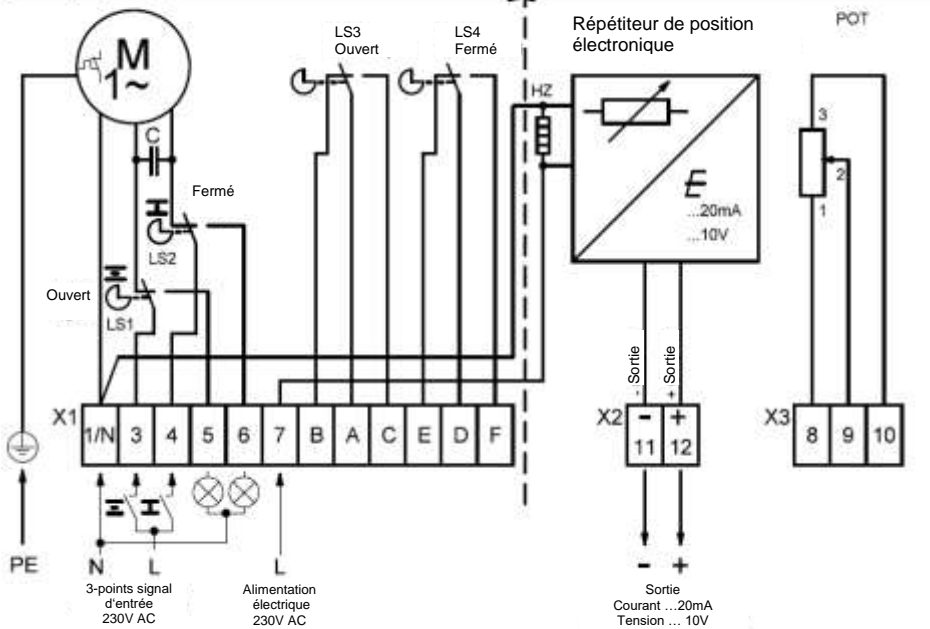 M
1~
C
Fermé
LS2
Ouvert
LS1
LS3
Ouvert
LS4
Fermé
HZ
Répétiteur de position
électronique
E
...20mA
...10V
POT
3
2
1
- Sortie
+ Sortie
X1
1/N 3 4 5 6 7 B A C E D F
X2
- +
11 12
X3
8 9 10
PE
N L
L
- +
3-points signal
d'entrée
230V AC
Alimentation
électrique
230V AC
Sortie
Courant ...20mA
Tension ... 10V